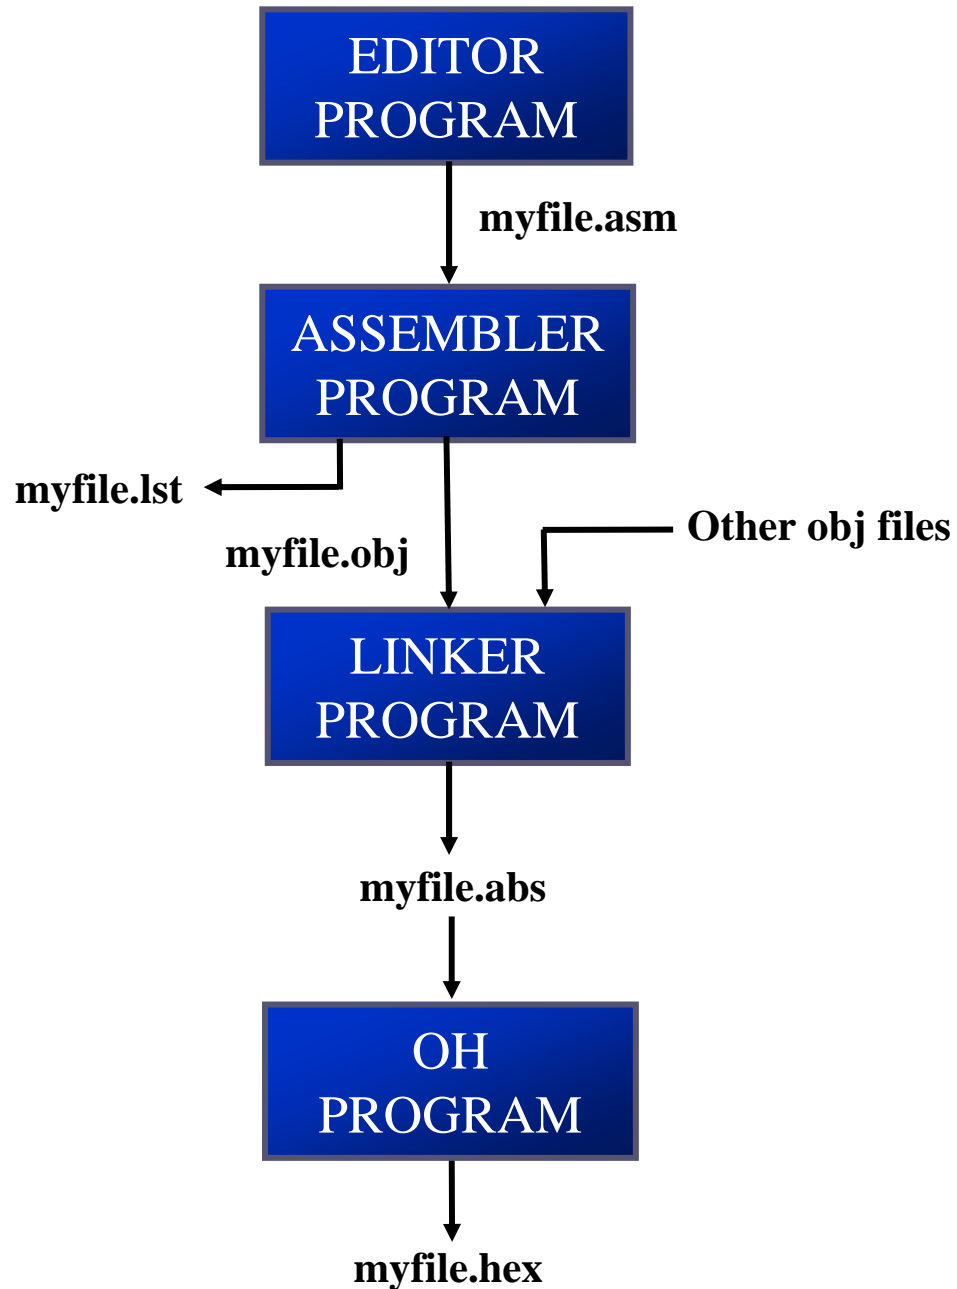 EDITOR
PROGRAM
myfile.asm
ASSEMBLER
PROGRAM
myfile.lst
myfile.obj
Other obj files
LINKER
PROGRAM
myfile.abs
OH
PROGRAM
myfile.hex